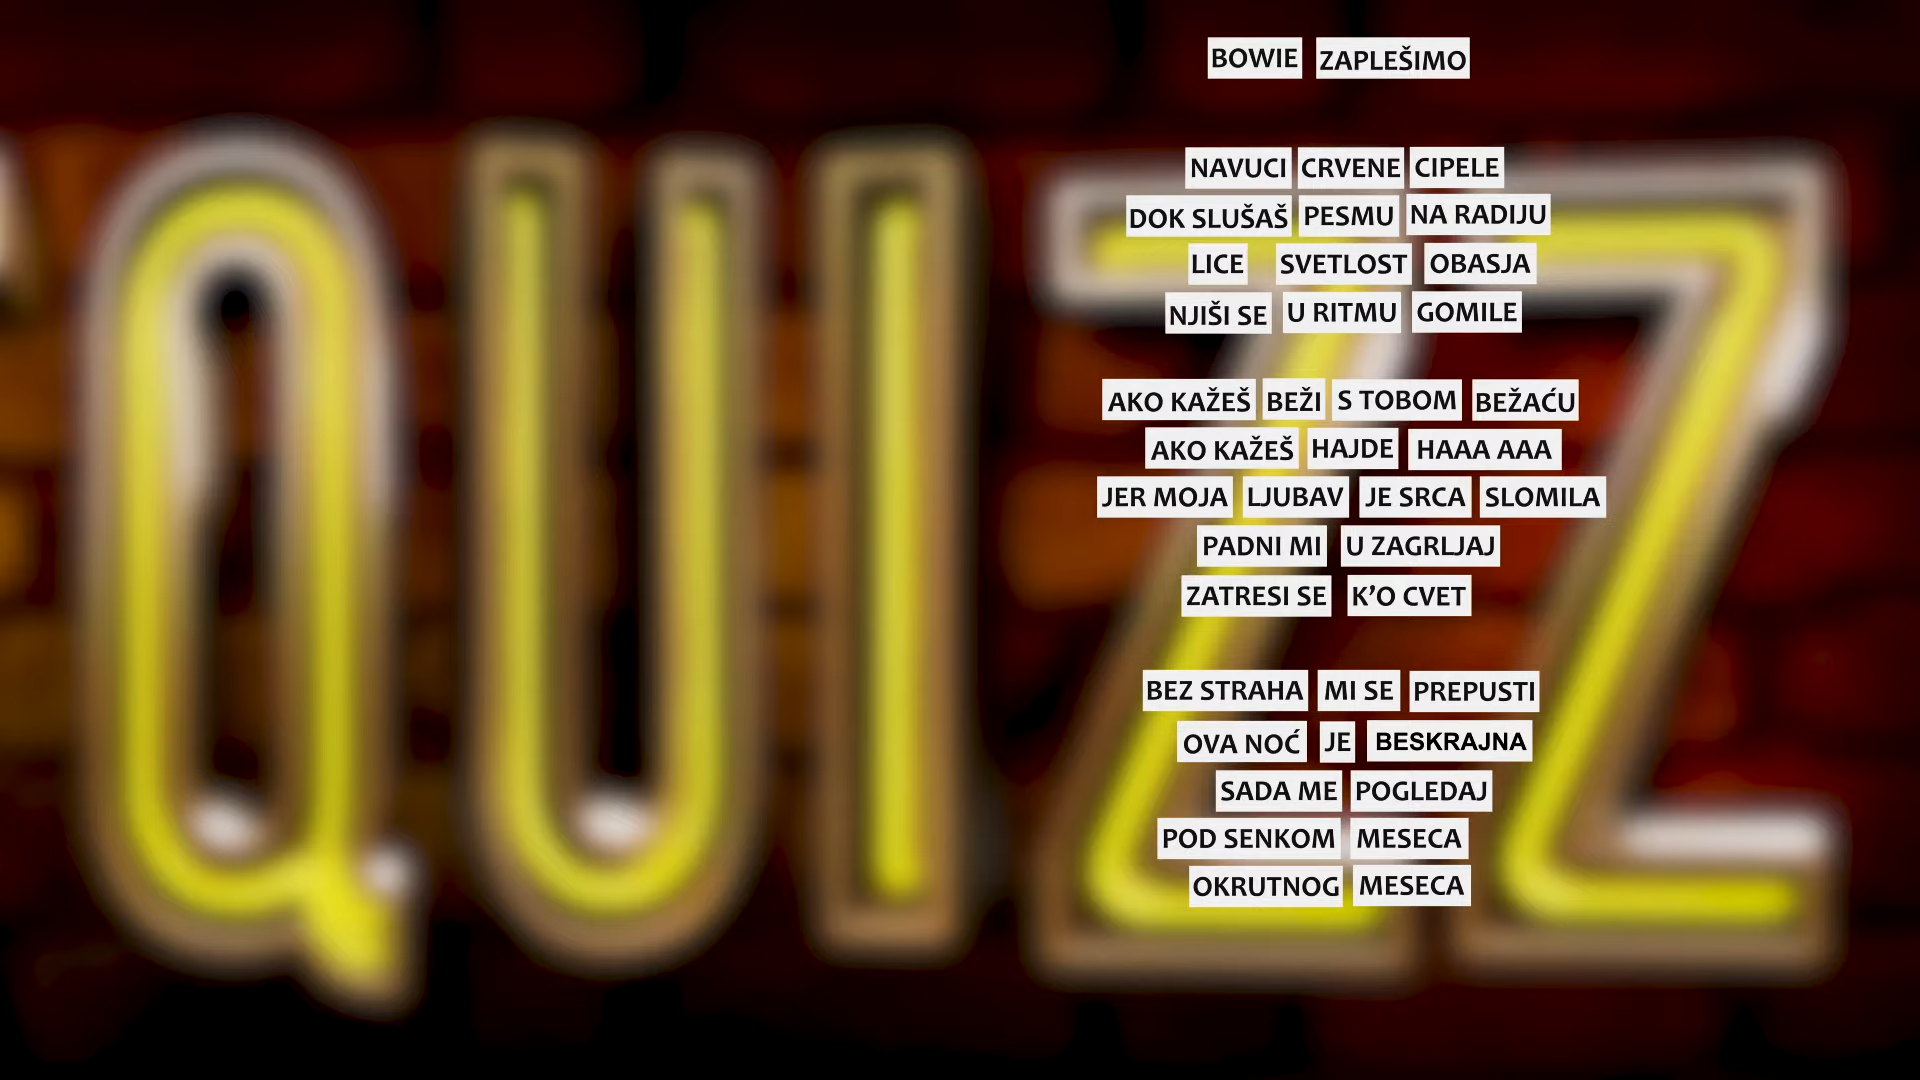 QUIZZ
BOWIE ZAPLEŠIMO
NAVUCI CRVENE CIPELE
DOK SLUŠAŠ PESMU NA RADIJU
LICE SVETLOST OBASJA
NJIŠI SE U RITMU GOMILE
AKO KAŽEŠ BEŽI S TOBOM BEŽAĆU
AKO KAŽEŠ HAJDE HAAA AAA
JER MOJA LJUBAV JE SRCA SLOMILA
PADNI MI U ZAGRLJAJ
ZATRESI SE K’O CVET
BEZ STRAHA MI SE PREPUSTI
OVA NOĆ JE BESKRAJNA
SADA ME POGLEDAJ
POD SENKOM MESECA
OKRUTNOG MESECA